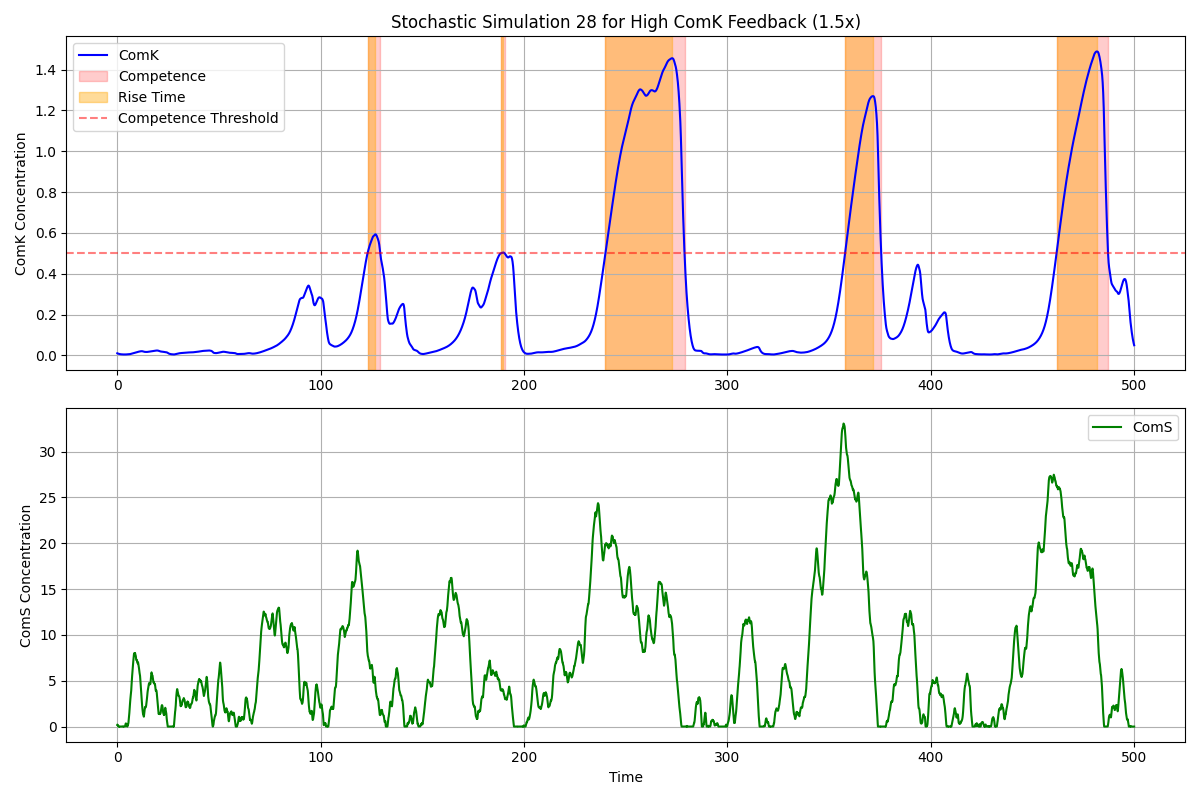 Stochastic Simulation 28 for High ComK Feedback (1.5x)
ComK
Competence
Rise Time
Competence Threshold
ComK Concentration
1.4
1.2
1.0
0.8
0.6
0.4
0.2
0.0
0 100 200 300 400 500
ComS
ComS Concentration
30
25
20
15
10
5
0
0 100 200 300 400 500
Time